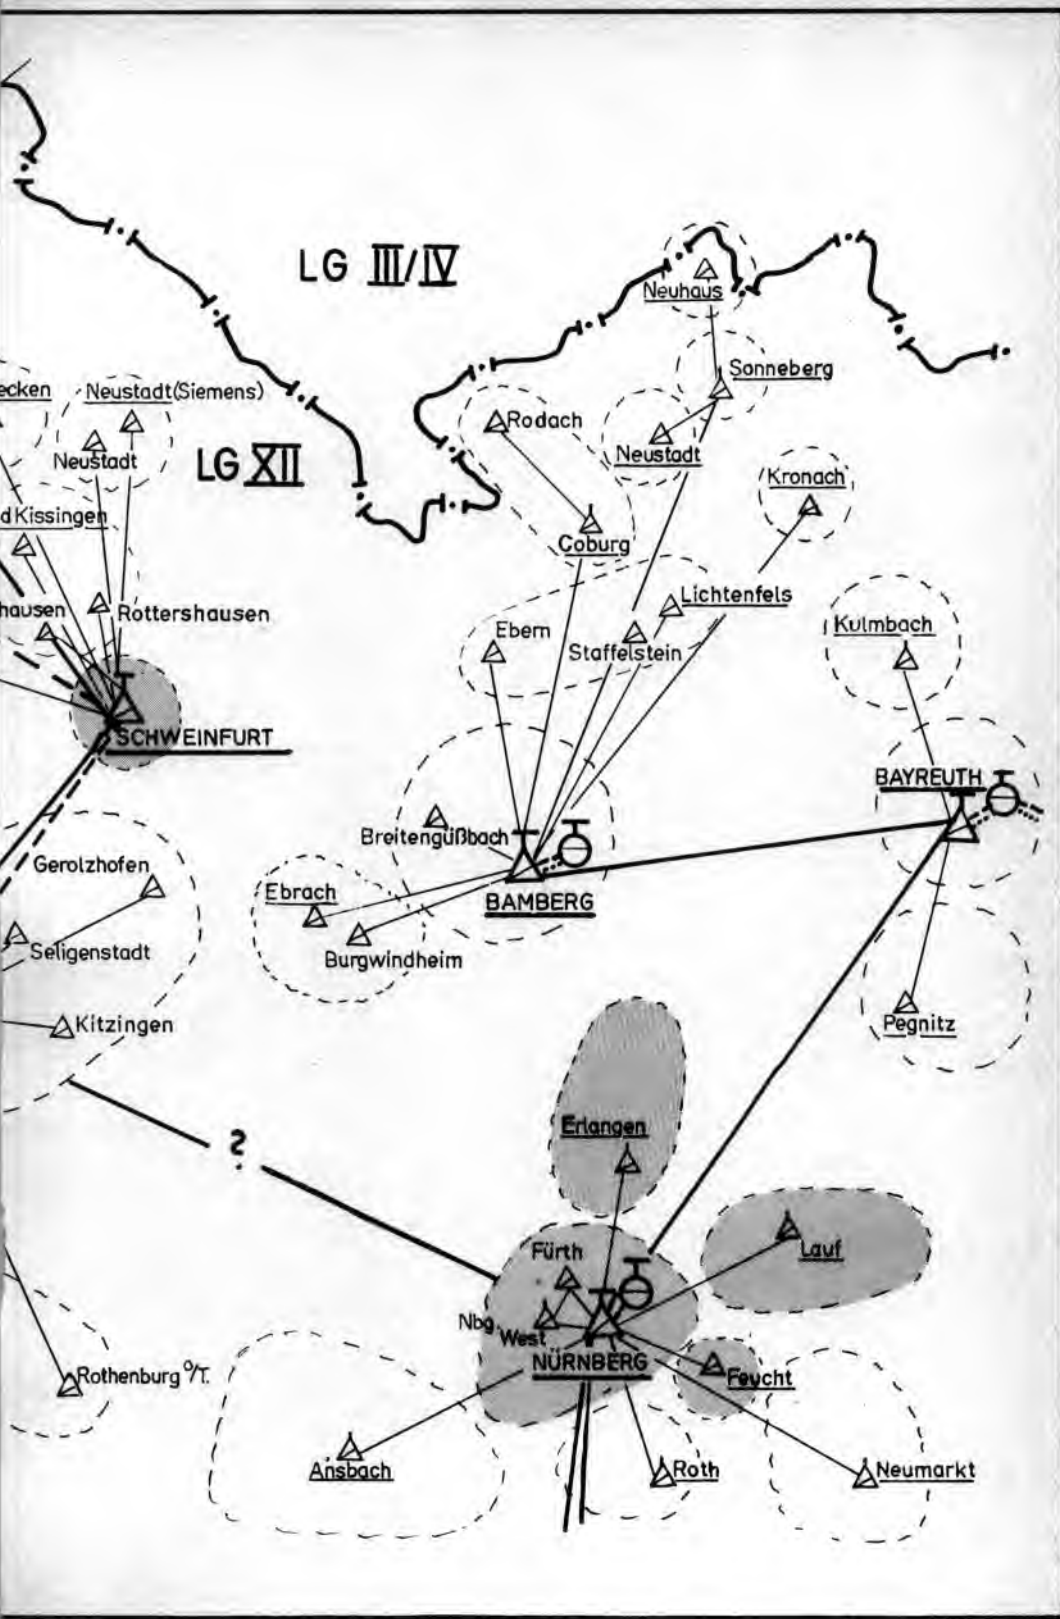 LG III/IV
Neuhaus
Sonneberg
ecken
Neustadt(Siemens)
Rodach
Neustadt
LG XII
Neustadt
Kronach
d Kissingen
Coburg
hausen
Rottershausen
Lichtenfels
Ebern
Staffelstein
Kulmbach
SCHWEINFURT
BAYREUTH
Breitengüßbach
Gerolzhofen
Ebrach
BAMBERG
Seligenstadt
Burgwindheim
Kitzingen
Pegnitz
Erlangen
?
Fürth
Lauf
Nbg.
West
NÜRNBERG
Rothenburg o/T.
Feucht
Ansbach
Roth
Neumarkt